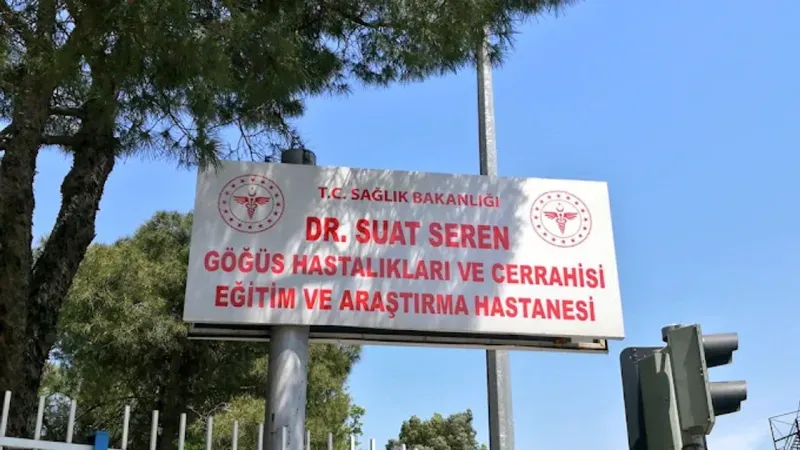 T.C. SAĞLIK BAKANLIĞI
DR. SUAT SEREN
GÖĞÜS HASTALIKLARI VE CERRAHİSİ
EĞİTİM VE ARAŞTIRMA HASTANESİ